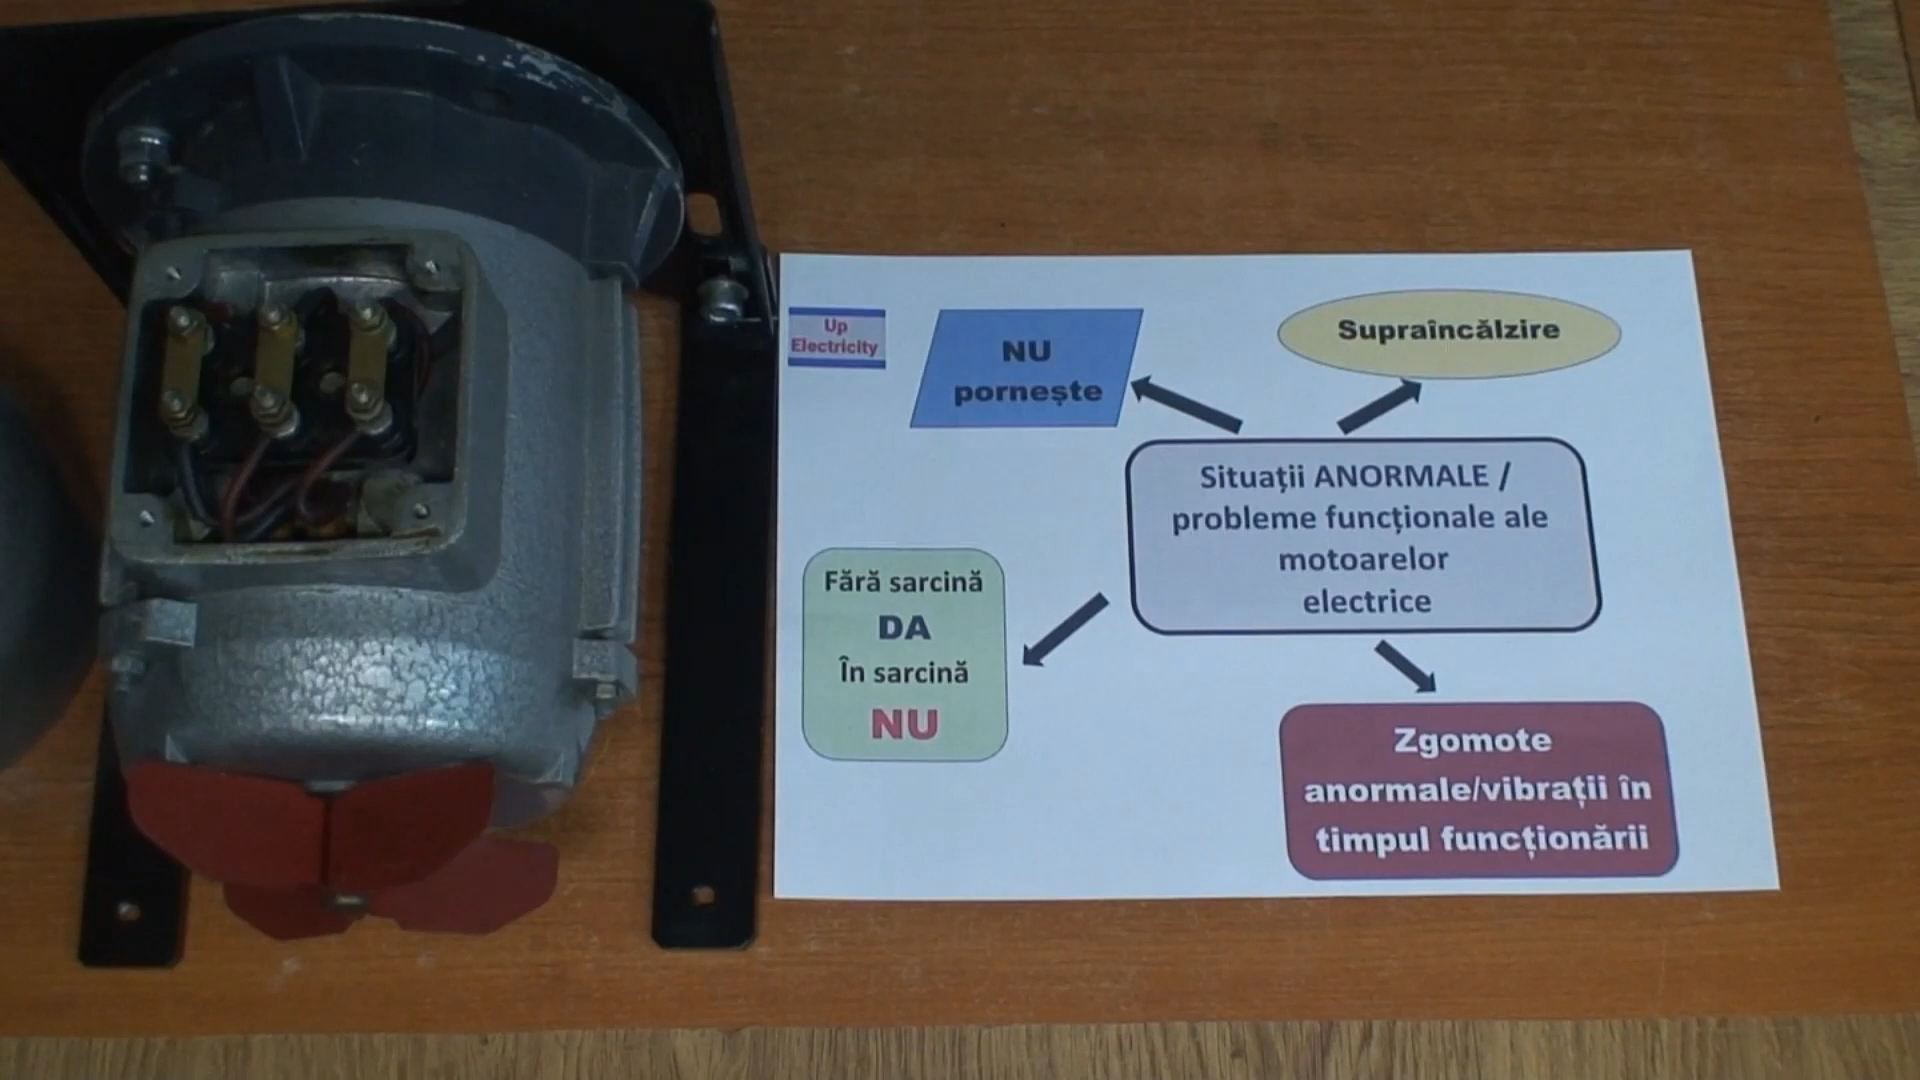 Up
Electricity
NU
pornește
Supraîncălzire
Situații ANORMALE /
probleme funcționale ale
motoarelor
electrice
Fără sarcină
DA
În sarcină
NU
Zgomote
anormale/vibrații în
timpul funcționării